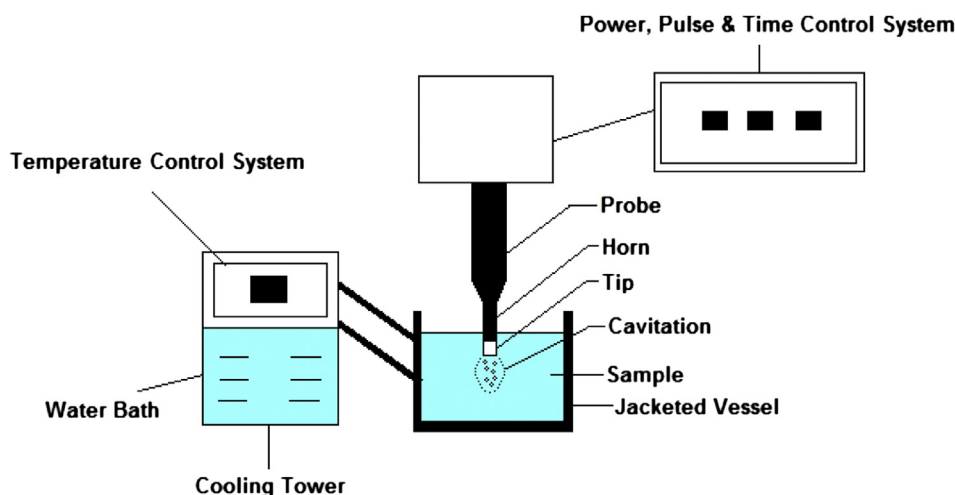 Power, Pulse & Time Control System
Temperature Control System
Probe
Horn
Tip
Cavitation
Sample
Jacketed Vessel
Water Bath
Cooling Tower